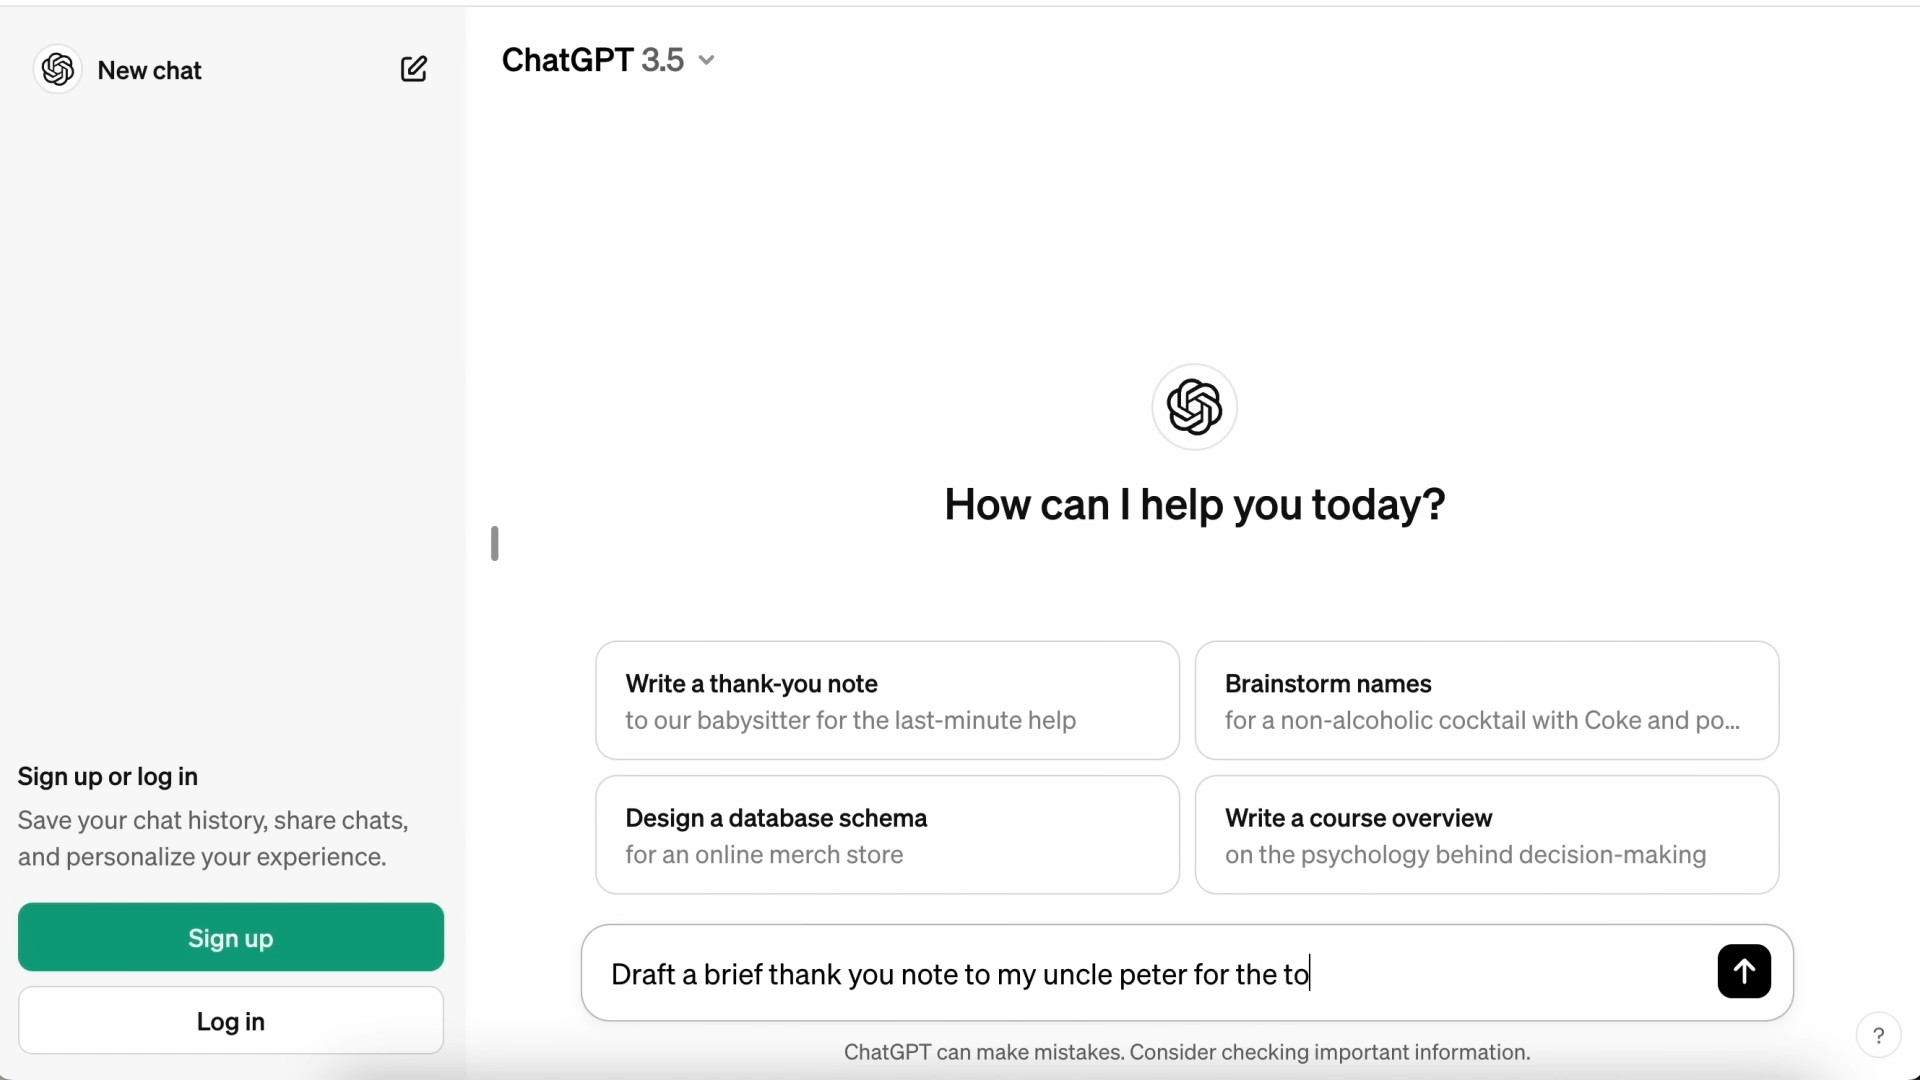 New chat
ChatGPT 3.5
How can I help you today?
Write a thank-you note
to our babysitter for the last-minute help
Brainstorm names
for a non-alcoholic cocktail with Coke and po...
Design a database schema
for an online merch store
Write a course overview
on the psychology behind decision-making
Sign up or log in
Save your chat history, share chats,
and personalize your experience.
Sign up
Log in
Draft a brief thank you note to my uncle peter for the to
ChatGPT can make mistakes. Consider checking important information.
?